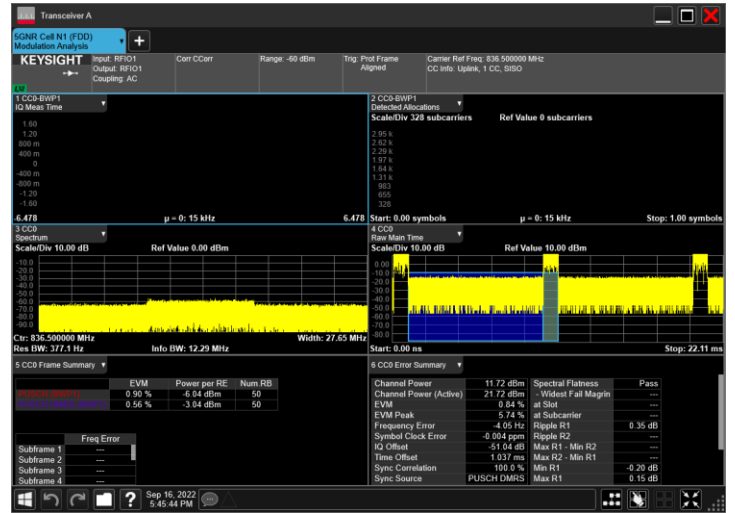 Transceiver A
5GNR Cell N1 (FDD)
Modulation Analysis
KEYSIGHT
Input: RFIO1
Output: RFIO1
Coupling: AC
Corr CCorr
Range: -60 dBm
Trig: Prot Frame
Aligned
Carrier Ref Freq: 836.500000 MHz
CC Info: Uplink, 1 CC, SISO
1 CC0-BWP1
IQ Meas Time
1.60
1.20
800 m
400 m
0
-400 m
-800 m
-1.20
-1.60
-6.478 µ = 0: 15 kHz 6.478
2 CC0-BWP1
Detected Allocations
Scale/Div 328 subcarriers Ref Value 0 subcarriers
2.95 k
2.62 k
2.29 k
1.97 k
1.64 k
1.31 k
983
655
328
Start: 0.00 symbols µ = 0: 15 kHz Stop: 1.00 symbols
3 CC0
Spectrum
Scale/Div 10.00 dB Ref Value 0.00 dBm
-10.0
-20.0
-30.0
-40.0
-50.0
-60.0
-70.0
-80.0
-90.0
Ctr: 836.500000 MHz Width: 27.65 MHz
Res BW: 377.1 Hz Info BW: 12.29 MHz
4 CC0
Raw Main Time
Scale/Div 10.00 dB Ref Value 10.00 dBm
0.00
-10.0
-20.0
-30.0
-40.0
-50.0
-60.0
-70.0
-80.0
Start: 0.00 ns Stop: 22.11 ms
5 CC0 Frame Summary
EVM Power per RE Num.RB
0.90 % -6.04 dBm 50
0.56 % -3.04 dBm 50
Freq Error
Subframe 1 ---
Subframe 2 ---
Subframe 3 ---
Subframe 4 ---
6 CC0 Error Summary
Channel Power 11.72 dBm Spectral Flatness Pass
Channel Power (Active) 21.72 dBm - Widest Fail Magrin ---
EVM 0.84 % at Slot ---
EVM Peak 5.74 % at Subcarrier ---
Frequency Error -4.05 Hz Ripple R1 0.35 dB
Symbol Clock Error -0.004 ppm Ripple R2 ---
IQ Offset -51.04 dB Max R1 - Min R2 ---
Time Offset 1.037 ms Max R2 - Min R1 ---
Sync Correlation 100.0 % Min R1 -0.20 dB
Sync Source PUSCH DMRS Max R1 0.15 dB
Sep 16, 2022
5:45:44 PM